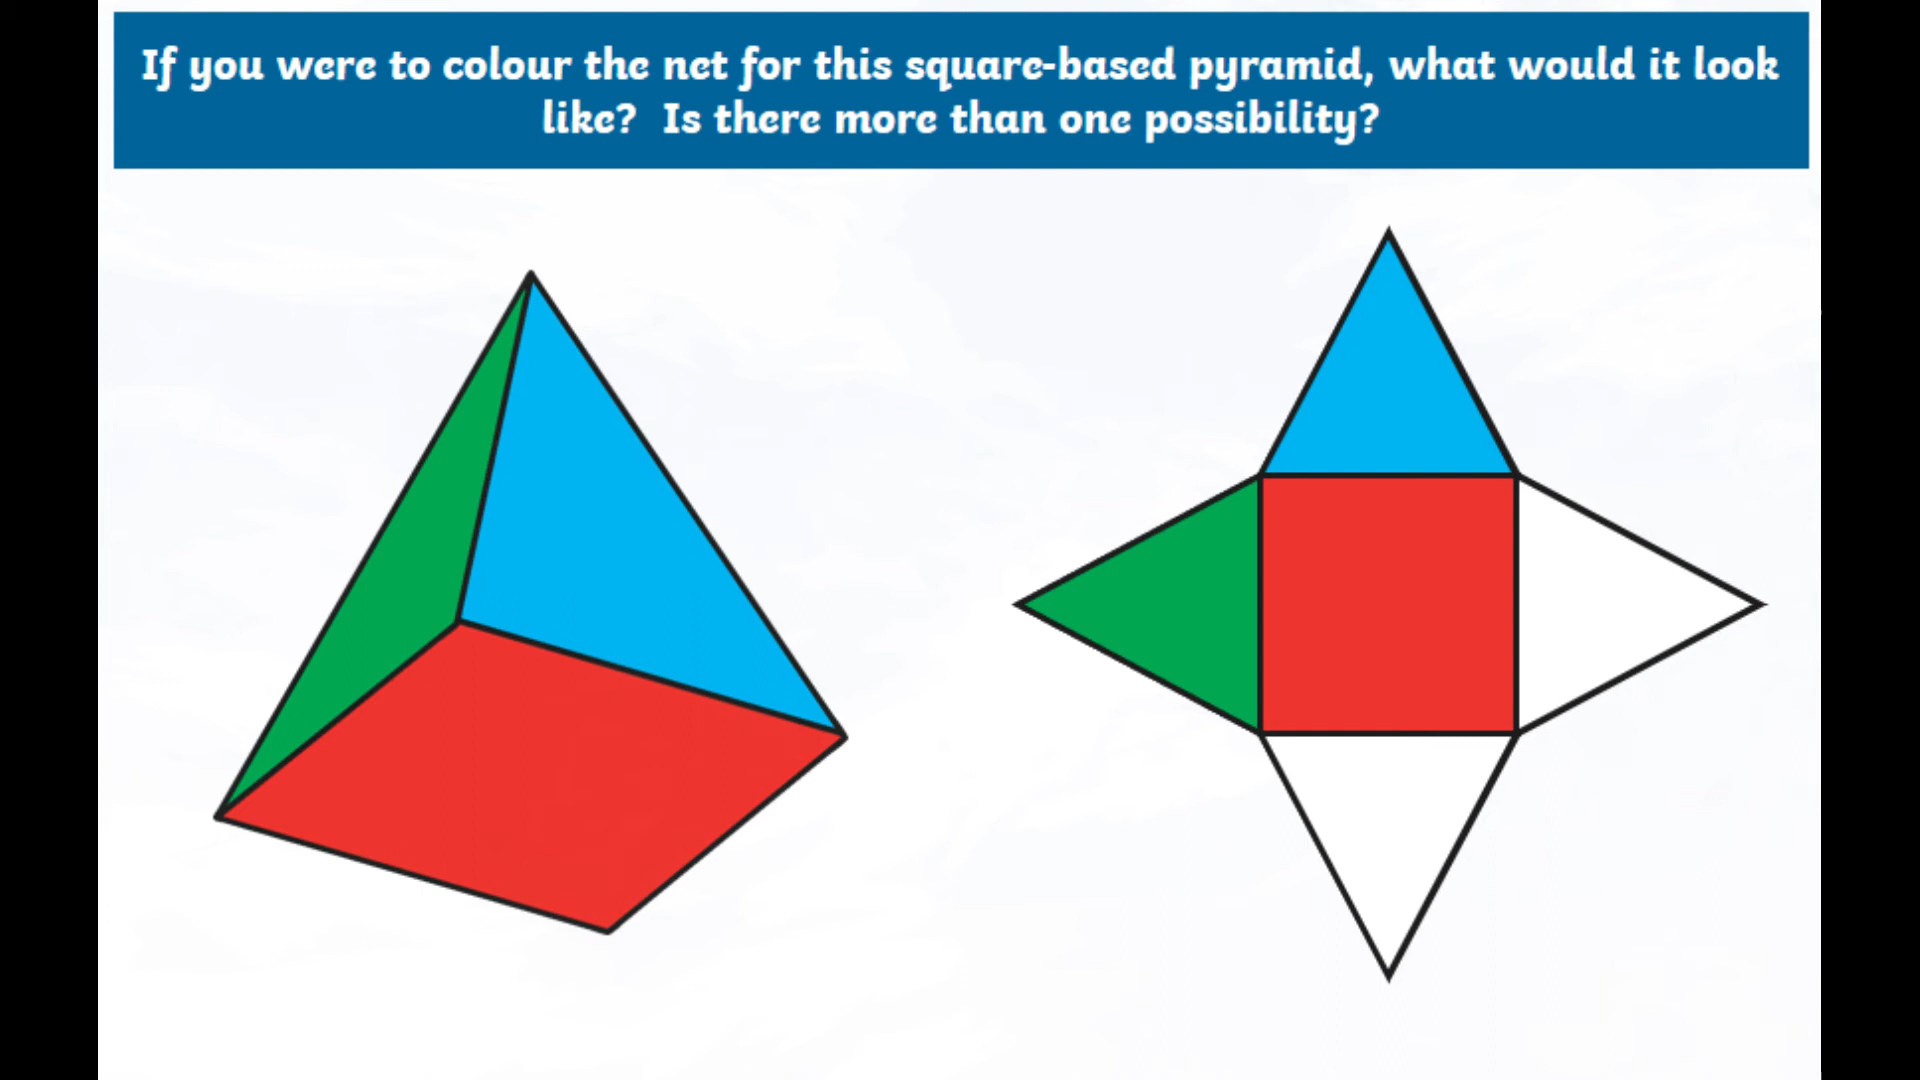 If you were to colour the net for this square-based pyramid, what would it look
like?  Is there more than one possibility?